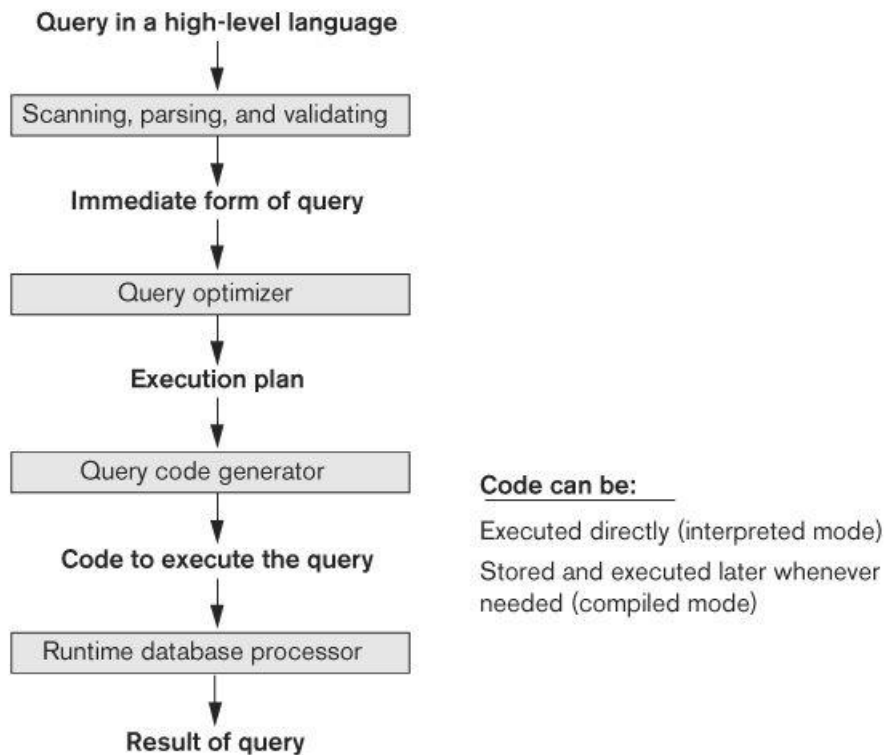 Query in a high-level language
Scanning, parsing, and validating
Immediate form of query
Query optimizer
Execution plan
Query code generator
Code to execute the query
Runtime database processor
Result of query
Code can be:
Executed directly (interpreted mode)
Stored and executed later whenever
needed (compiled mode)